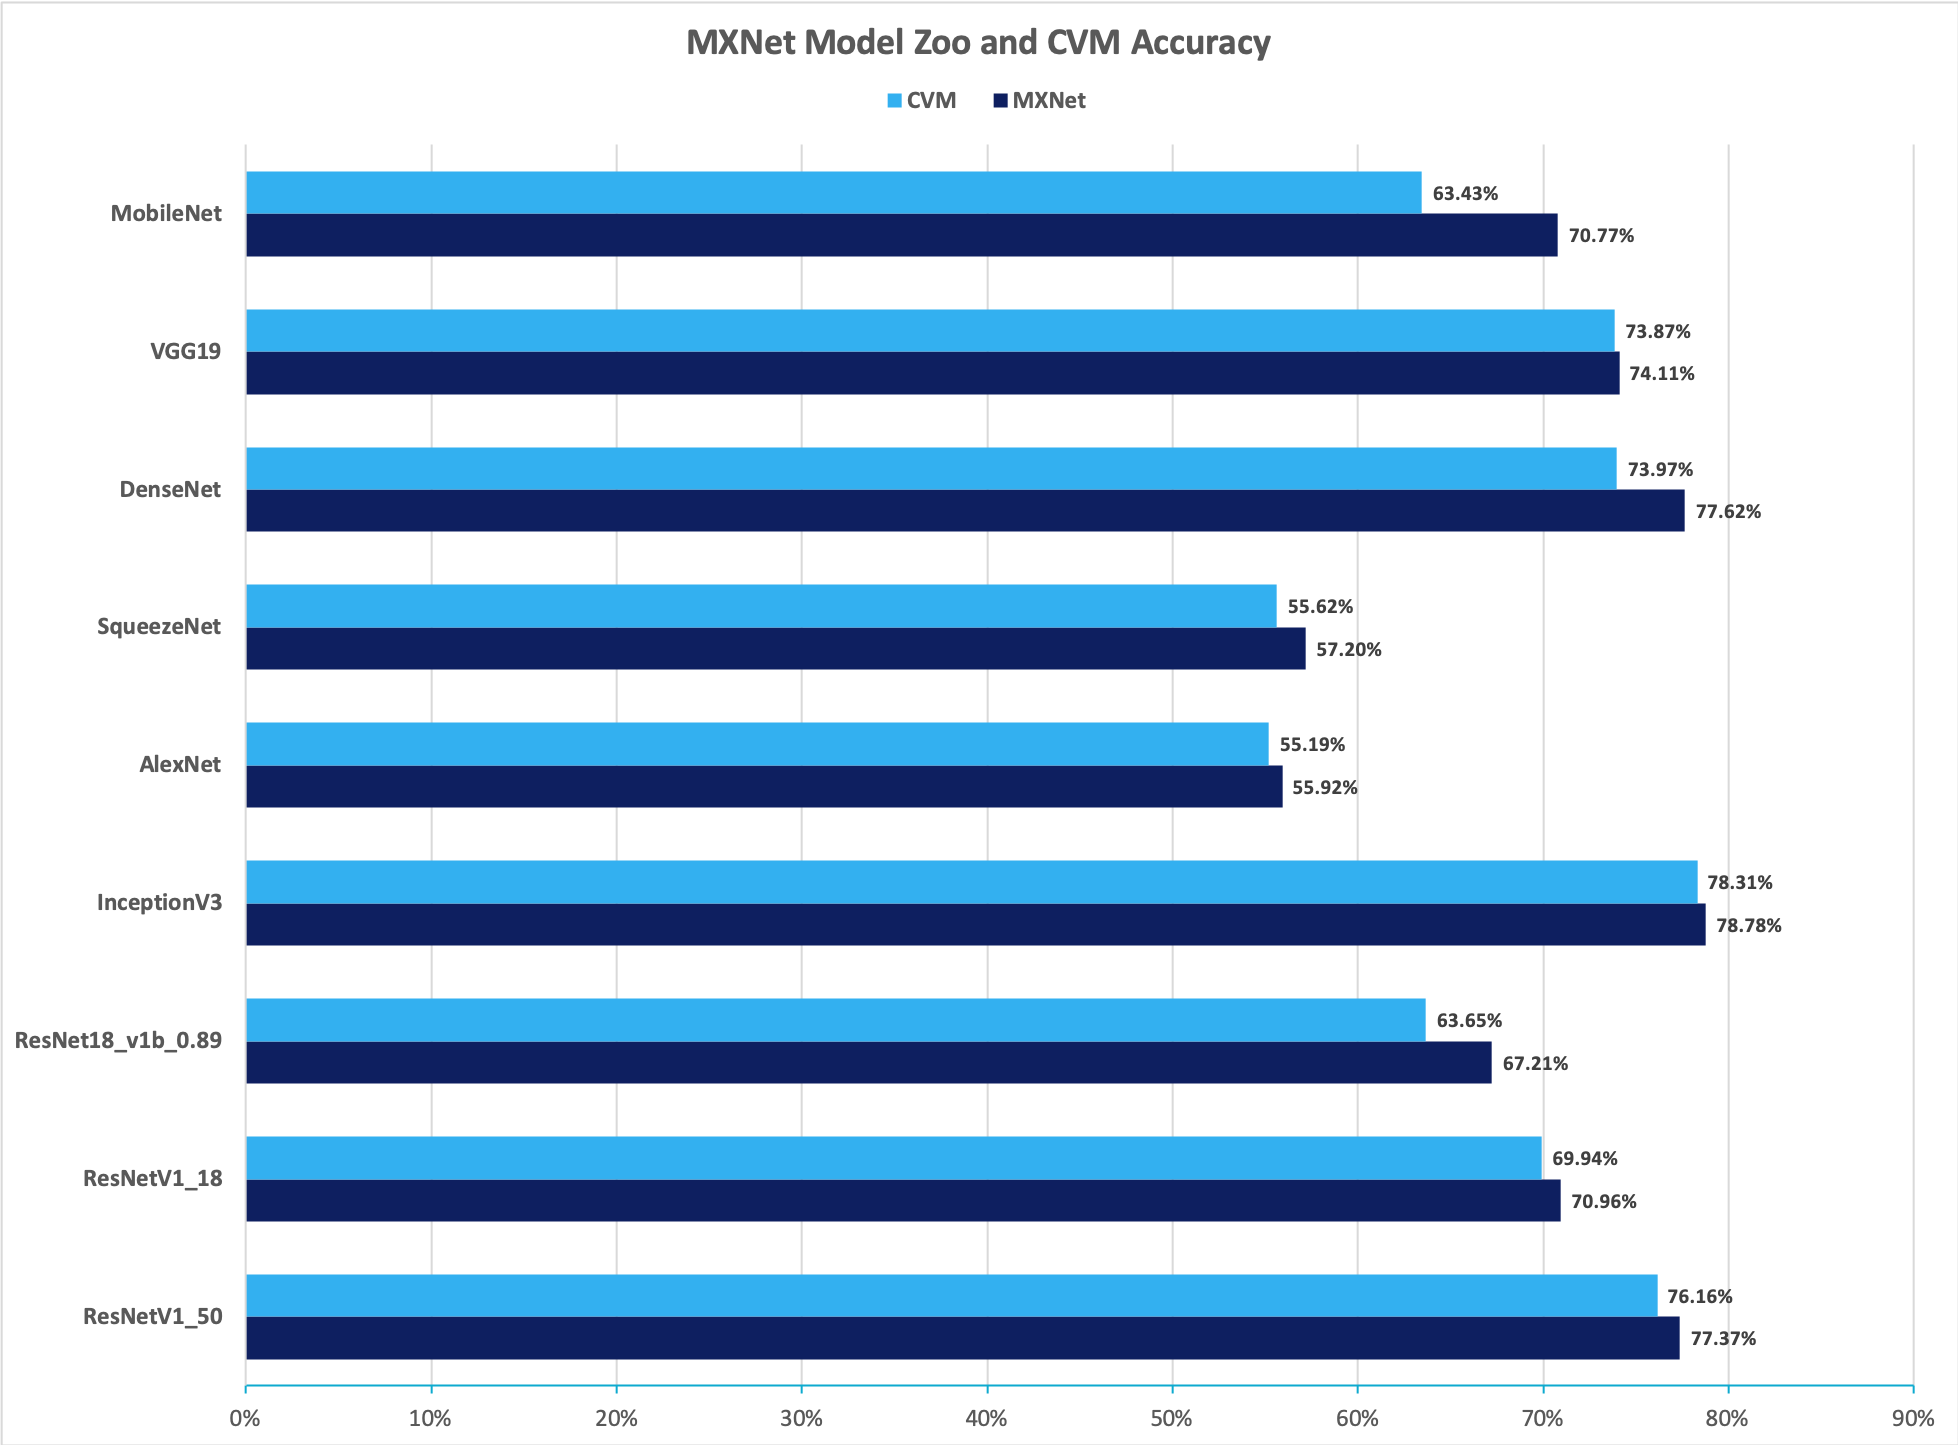 MXNet Model Zoo and CVM Accuracy
CVM MXNet
MobileNet
63.43%
70.77%
VGG19
73.87%
74.11%
DenseNet
73.97%
77.62%
SqueezeNet
55.62%
57.20%
AlexNet
55.19%
55.92%
InceptionV3
78.31%
78.78%
ResNet18_v1b_0.89
63.65%
67.21%
ResNetV1_18
69.94%
70.96%
ResNetV1_50
76.16%
77.37%
0% 10% 20% 30% 40% 50% 60% 70% 80% 90%